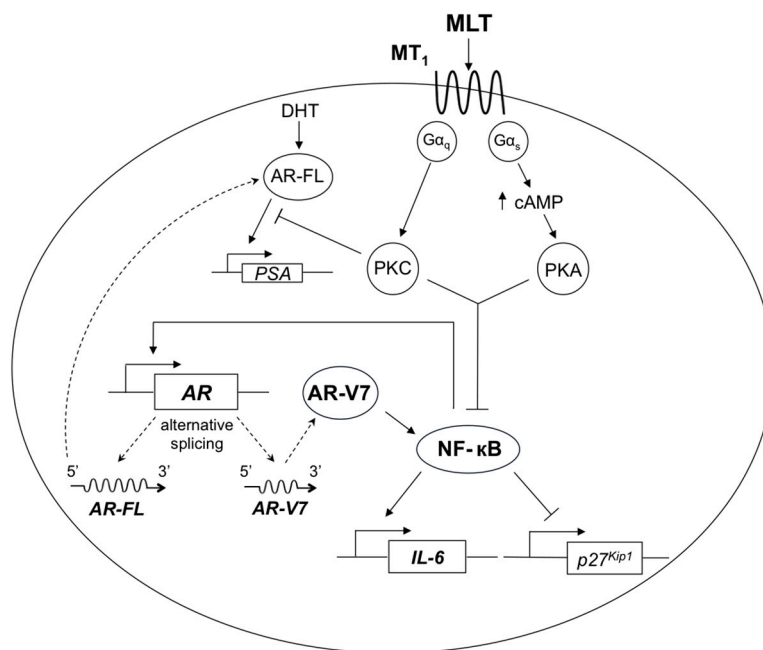 MLT
MT1
DHT
Gαq
Gαs
AR-FL
cAMP
PSA
PKC
PKA
AR
AR-V7
alternative
splicing
5’ 3’
5’ 3’
AR-FL
AR-V7
NF-κB
IL-6
p27Kip1